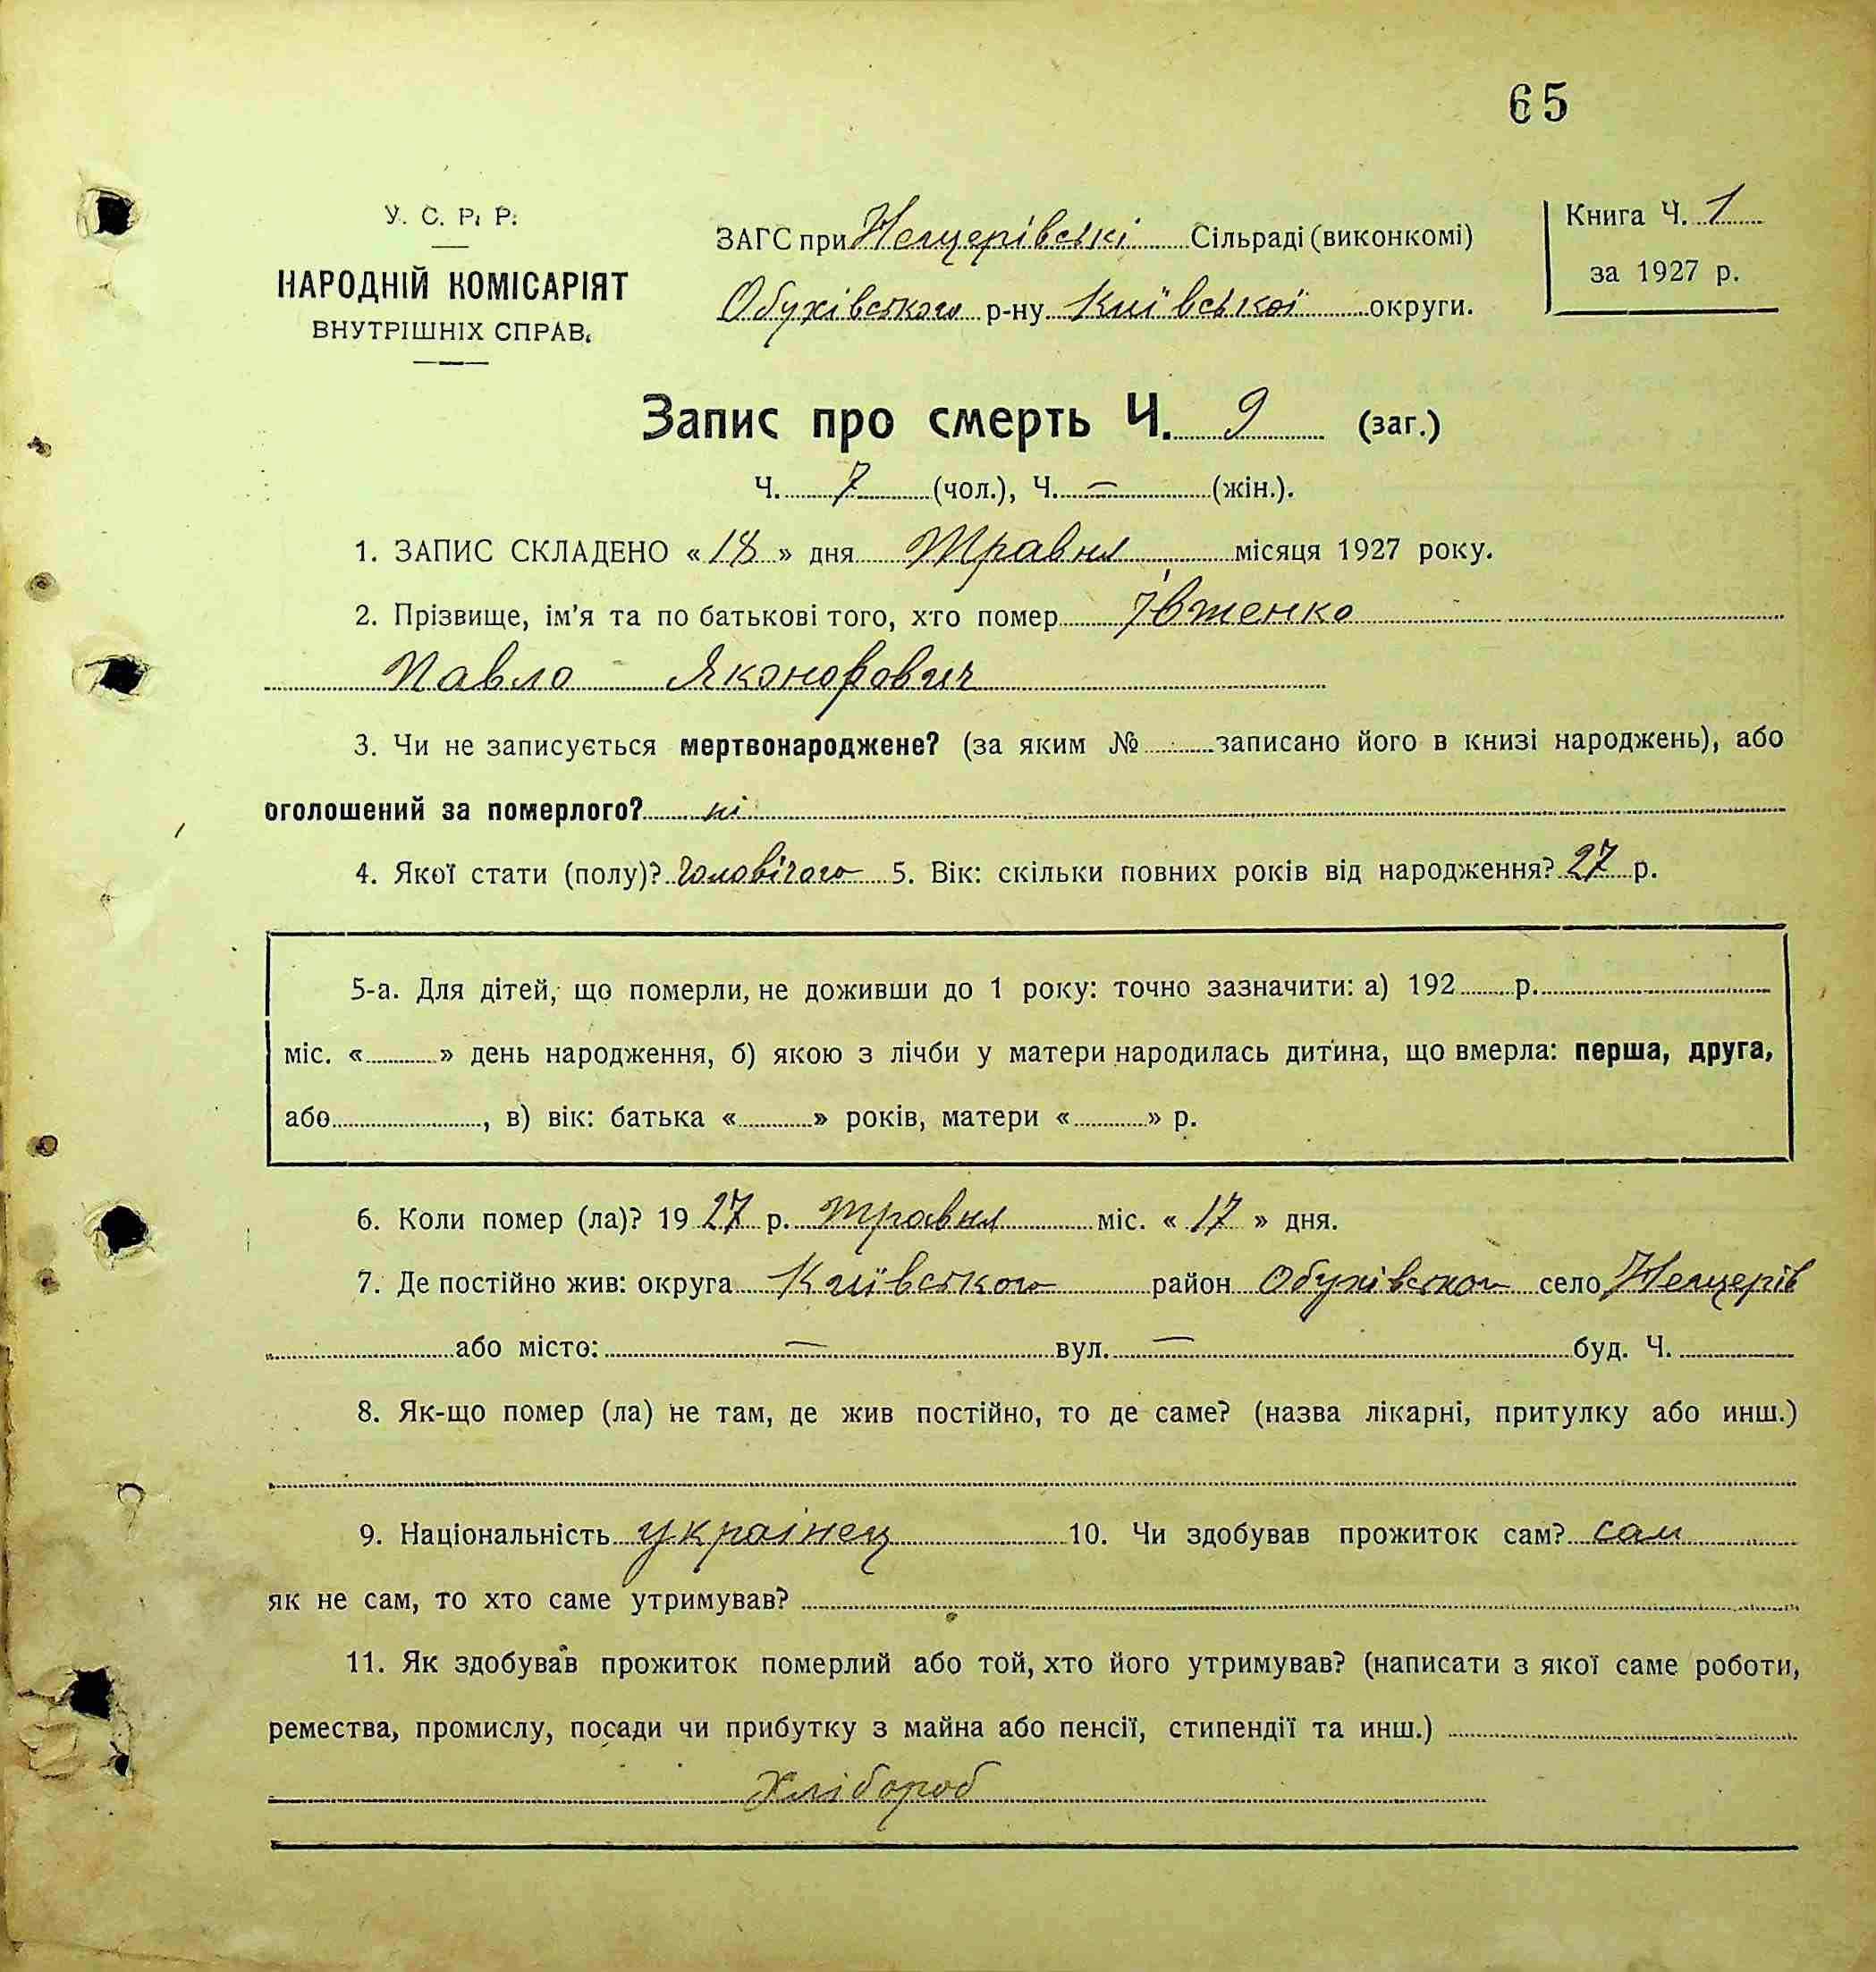 65
У. С. Р. Р.
НАРОДНІЙ КОМІСАРІЯТ
ВНУТРІШНІХ СПРАВ.
ЗАГС при Нещерівські Сільраді (виконкомі)
Обухівського р-ну Київської округи.
Книга Ч. 1
за 1927 р.
Запис про смерть Ч. 9 (заг.)
Ч. 7 (чол.), Ч. — (жін.).
1. ЗАПИС СКЛАДЕНО «18» дня Травня місяця 1927 року.
2. Прізвище, ім'я та по батькові того, хто помер Івтенко
Павло
3. Чи не записується мертвонароджене? (за яким № записано його в книзі народжень), або
оголошений за померлого? ні
4. Якої стати (полу)? Чоловічого 5. Вік: скільки повних років від народження? 27 р.
5-а. Для дітей, що померли, не доживши до 1 року: точно зазначити: а) 192 р.
міс. « » день народження, б) якою з лічби у матери народилась дитина, що вмерла: перша, друга,
або , в) вік: батька « » років, матери « » р.
6. Коли помер (ла)? 1927 р. травня міс. «17» дня.
7. Де постійно жив: округа Київського район Обухівського село Нещерів
або місто: — вул. — буд. Ч.
8. Як-що помер (ла) не там, де жив постійно, то де саме? (назва лікарні, притулку або инш.)
9. Національність українец 10. Чи здобував прожиток сам? сам
як не сам, то хто саме утримував?
11. Як здобував прожиток померлий або той, хто його утримував? (написати з якої саме роботи,
ремества, промислу, посади чи прибутку з майна або пенсії, стипендії та инш.)
Хлібороб